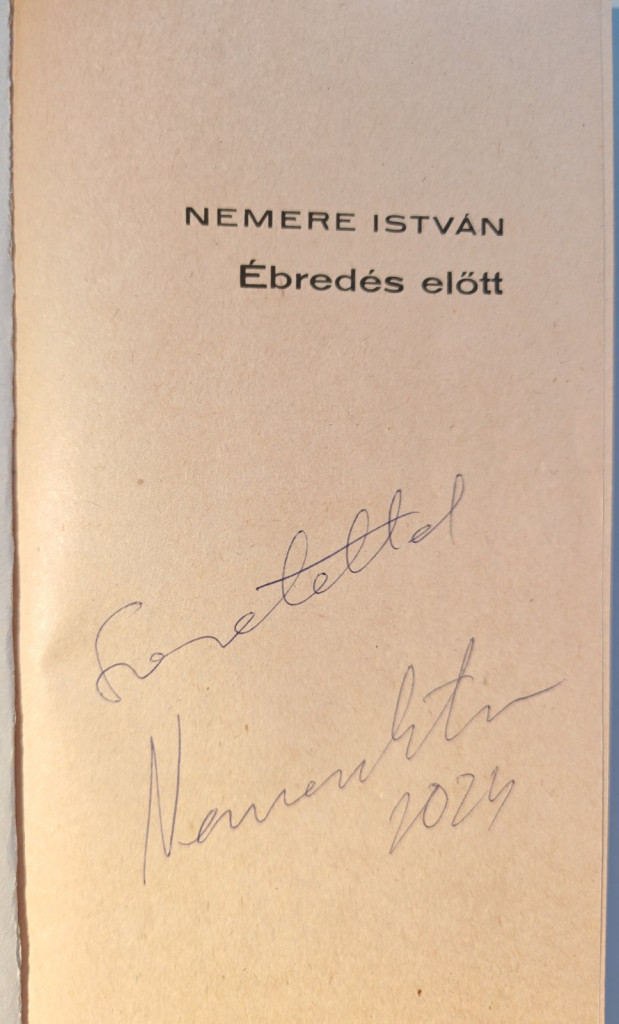 NEMERE ISTVÁN
Ébredés előtt
Szeretettel
Nemere István
2024